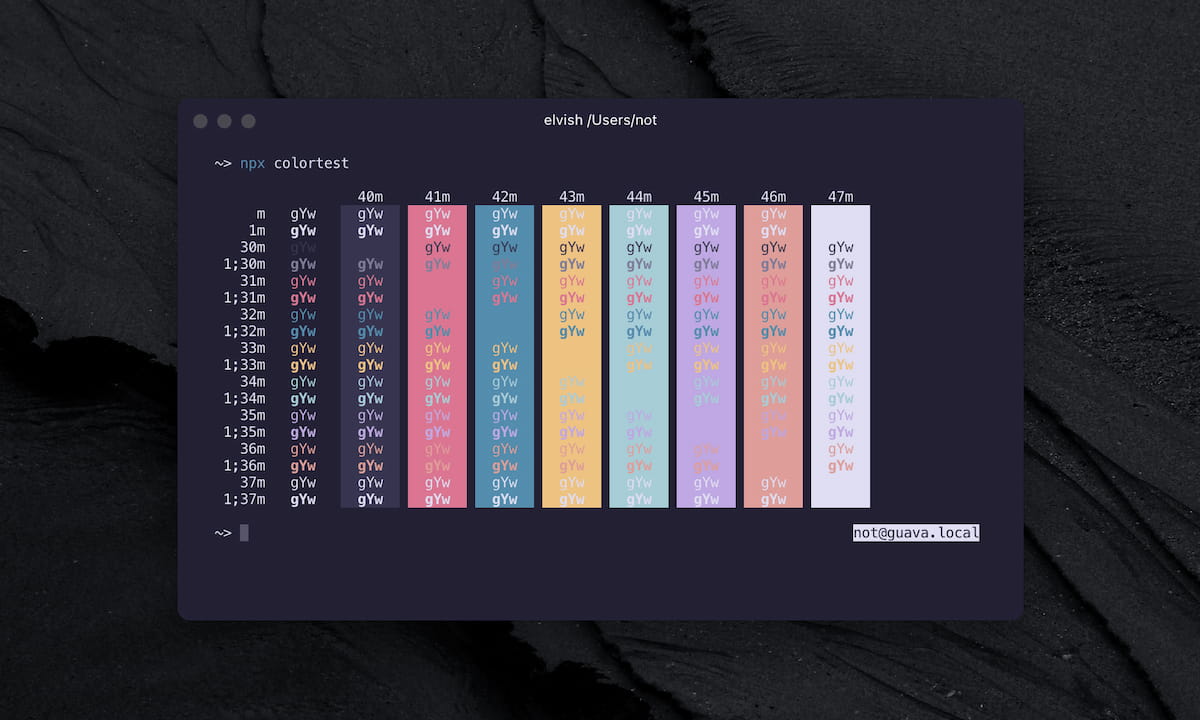 elvish /Users/not
~> npx colortest
40m 41m 42m 43m 44m 45m 46m 47m
m gYw gYw gYw gYw gYw gYw gYw gYw
1m gYw gYw gYw gYw gYw gYw gYw gYw
30m gYw gYw gYw gYw gYw gYw gYw gYw
1;30m gYw gYw gYw gYw gYw gYw gYw gYw gYw
31m gYw gYw gYw gYw gYw gYw gYw gYw
1;31m gYw gYw gYw gYw gYw gYw gYw gYw
32m gYw gYw gYw gYw gYw gYw gYw gYw
1;32m gYw gYw gYw gYw gYw gYw gYw gYw
33m gYw gYw gYw gYw gYw gYw gYw gYw
1;33m gYw gYw gYw gYw gYw gYw gYw gYw
34m gYw gYw gYw gYw gYw gYw gYw gYw
1;34m gYw gYw gYw gYw gYw gYw gYw gYw
35m gYw gYw gYw gYw gYw gYw gYw gYw
1;35m gYw gYw gYw gYw gYw gYw gYw gYw
36m gYw gYw gYw gYw gYw gYw gYw gYw
1;36m gYw gYw gYw gYw gYw gYw gYw gYw
37m gYw gYw gYw gYw gYw gYw gYw gYw
1;37m gYw gYw gYw gYw gYw gYw gYw gYw
~> not@guava.local